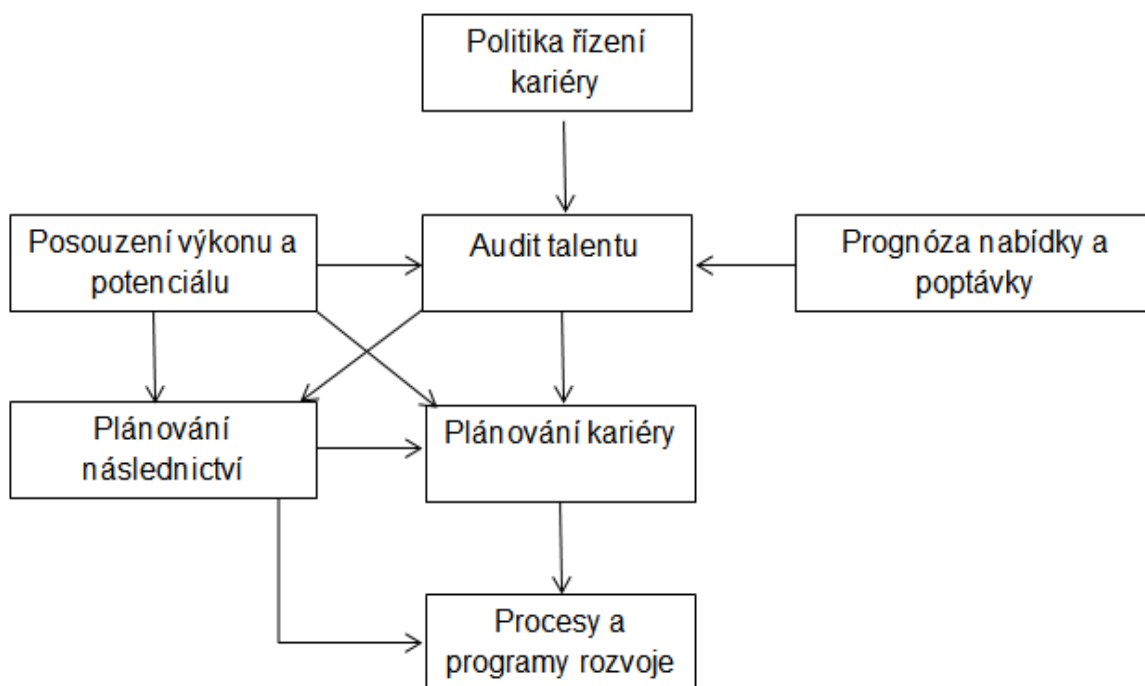 Politika řízení
kariéry
Posouzení výkonu a
potenciálu
Audit talentu
Prognóza nabídky a
poptávky
Plánování
následnictví
Plánování kariéry
Procesy a
programy rozvoje